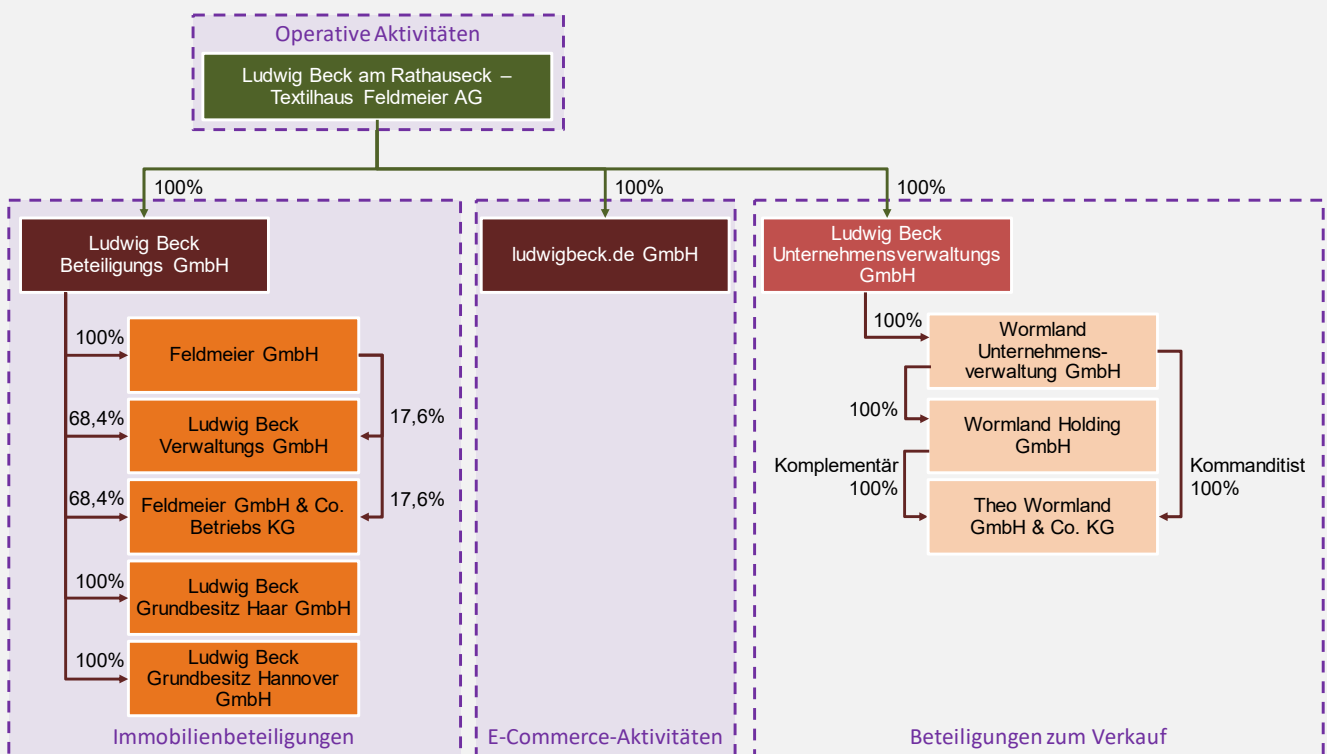 Operative Aktivitäten
Ludwig Beck am Rathauseck –
Textilhaus Feldmeier AG
100%
100%
100%
Ludwig Beck
Beteiligungs GmbH
100%
Feldmeier GmbH
68,4%
Ludwig Beck
Verwaltungs GmbH
17,6%
68,4%
Feldmeier GmbH & Co.
Betriebs KG
17,6%
100%
Ludwig Beck
Grundbesitz Haar GmbH
100%
Ludwig Beck
Grundbesitz Hannover
GmbH
Immobilienbeteiligungen
ludwigbeck.de GmbH
E-Commerce-Aktivitäten
Ludwig Beck
Unternehmensverwaltungs
GmbH
100%
Wormland
Unternehmens-
verwaltung GmbH
100%
Wormland Holding
GmbH
Komplementär
100%
Kommanditist
100%
Theo Wormland
GmbH & Co. KG
Beteiligungen zum Verkauf